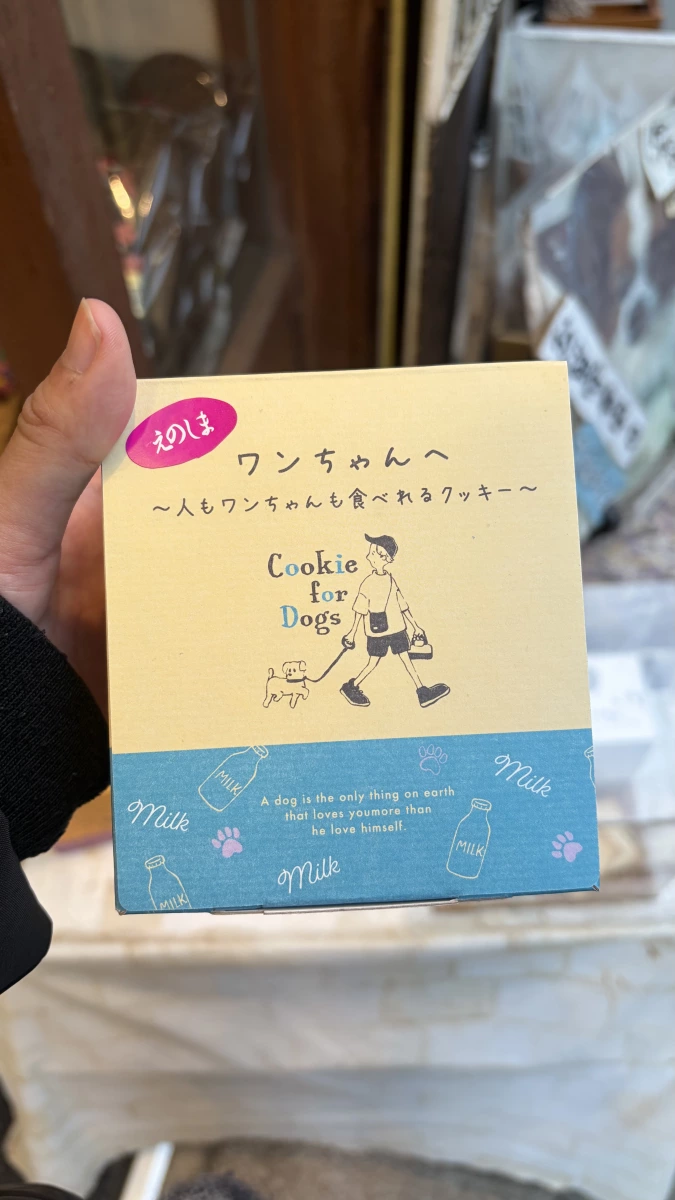 えのしま
ワンちゃんへ
～人もワンちゃんも食べれるクッキー～
Cookie
for
Dogs
MILK
Milk
Milk
A dog is the only thing on earth
that loves youmore than
he love himself.
MILK
Milk
MILK